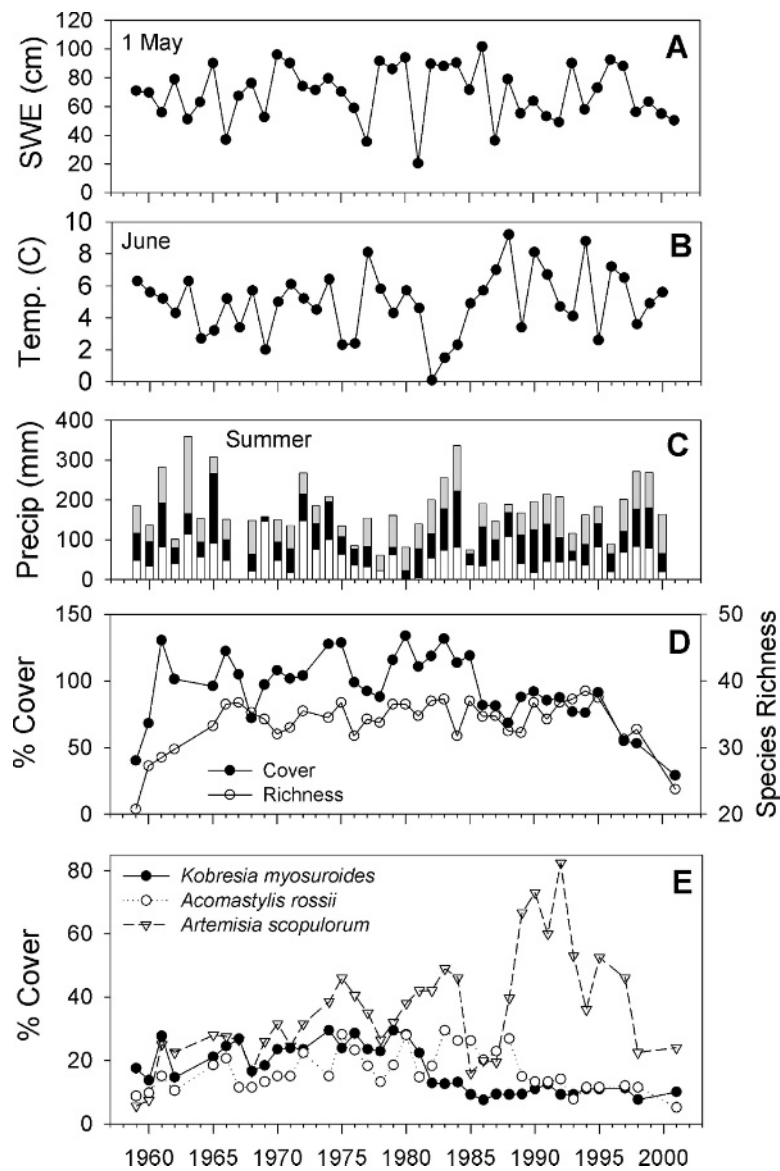 120
100
80
60
40
20
0
SWE (cm)
1 May
A
10
8
6
4
2
0
Temp. (C)
June
B
400
300
200
100
0
Precip (mm)
Summer
C
150
100
50
0
% Cover
D
Cover
Richness
50
40
30
20
Species Richness
80
60
40
20
0
% Cover
Kobresia myosuroides
Acomastylis rossii
Artemisia scopulorum
E
1960 1965 1970 1975 1980 1985 1990 1995 2000